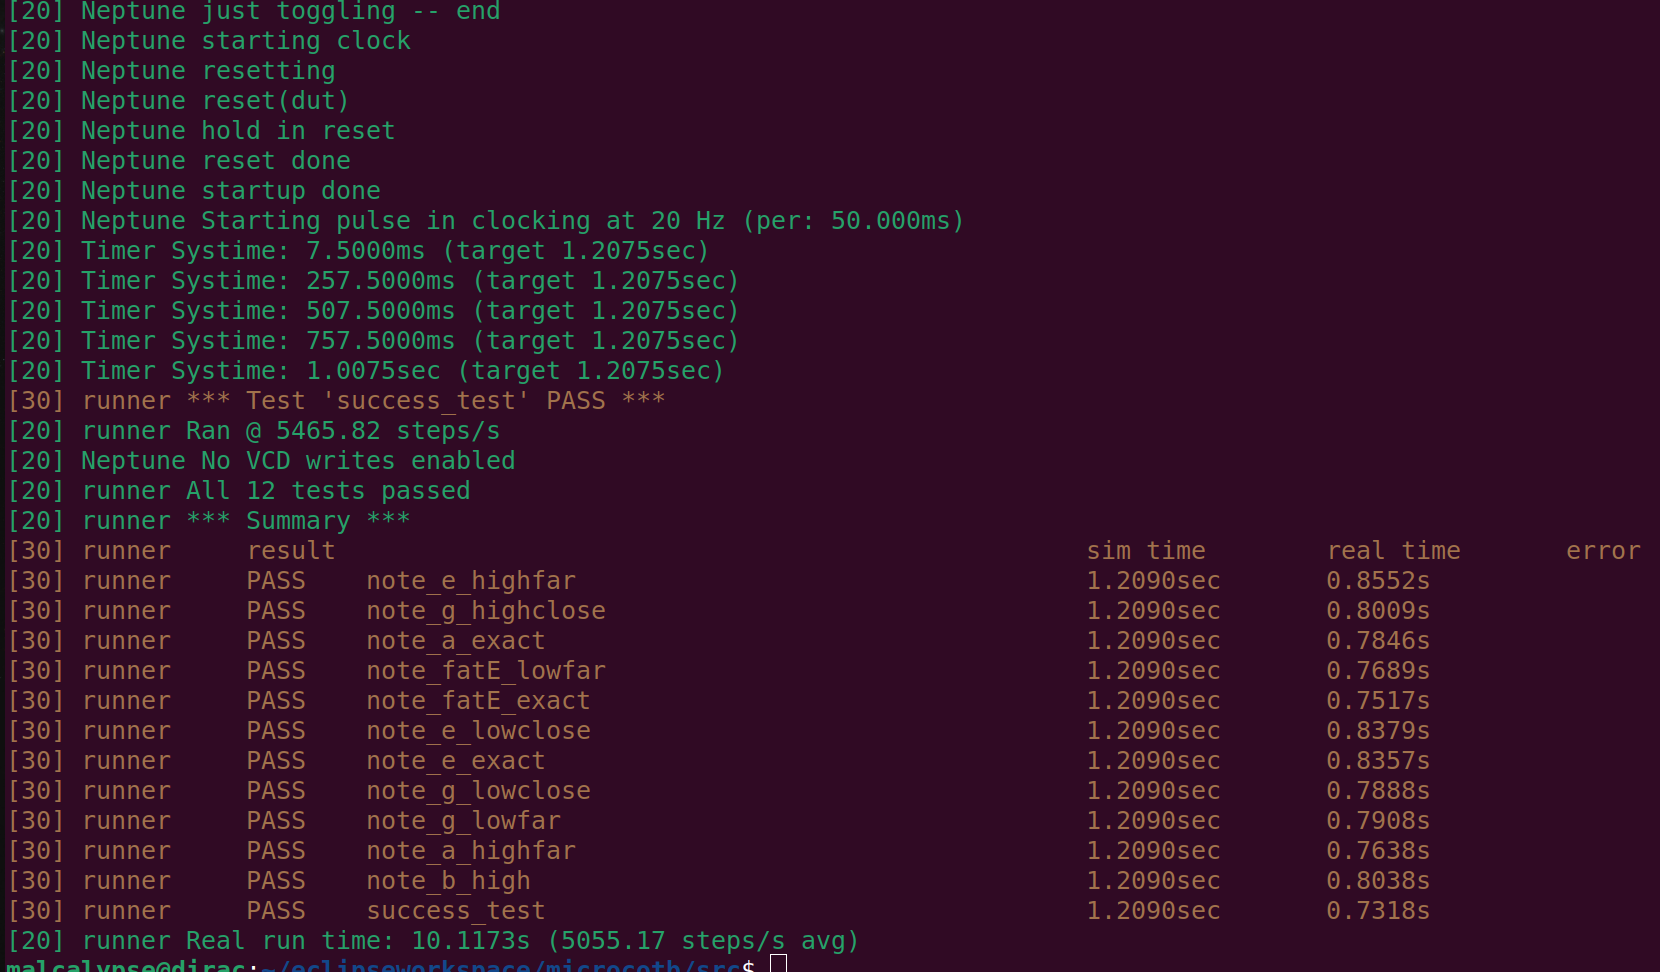 [20] Neptune just toggling -- end
[20] Neptune starting clock
[20] Neptune resetting
[20] Neptune reset(dut)
[20] Neptune hold in reset
[20] Neptune reset done
[20] Neptune startup done
[20] Neptune Starting pulse in clocking at 20 Hz (per: 50.000ms)
[20] Timer Systime: 7.5000ms (target 1.2075sec)
[20] Timer Systime: 257.5000ms (target 1.2075sec)
[20] Timer Systime: 507.5000ms (target 1.2075sec)
[20] Timer Systime: 757.5000ms (target 1.2075sec)
[20] Timer Systime: 1.0075sec (target 1.2075sec)
[30] runner *** Test 'success_test' PASS ***
[20] runner Ran @ 5465.82 steps/s
[20] Neptune No VCD writes enabled
[20] runner All 12 tests passed
[20] runner *** Summary ***
[30] runner     result                                                  sim time        real time       error
[30] runner     PASS    note_e_highfar                                  1.2090sec       0.8552s
[30] runner     PASS    note_g_highclose                                1.2090sec       0.8009s
[30] runner     PASS    note_a_exact                                    1.2090sec       0.7846s
[30] runner     PASS    note_fatE_lowfar                                1.2090sec       0.7689s
[30] runner     PASS    note_fatE_exact                                 1.2090sec       0.7517s
[30] runner     PASS    note_e_lowclose                                 1.2090sec       0.8379s
[30] runner     PASS    note_e_exact                                    1.2090sec       0.8357s
[30] runner     PASS    note_g_lowclose                                 1.2090sec       0.7888s
[30] runner     PASS    note_g_lowfar                                   1.2090sec       0.7908s
[30] runner     PASS    note_a_highfar                                  1.2090sec       0.7638s
[30] runner     PASS    note_b_high                                     1.2090sec       0.8038s
[30] runner     PASS    success_test                                    1.2090sec       0.7318s
[20] runner Real run time: 10.1173s (5055.17 steps/s avg)
malcalypse@dirac:~/eclipseworkspace/microcotb/src$